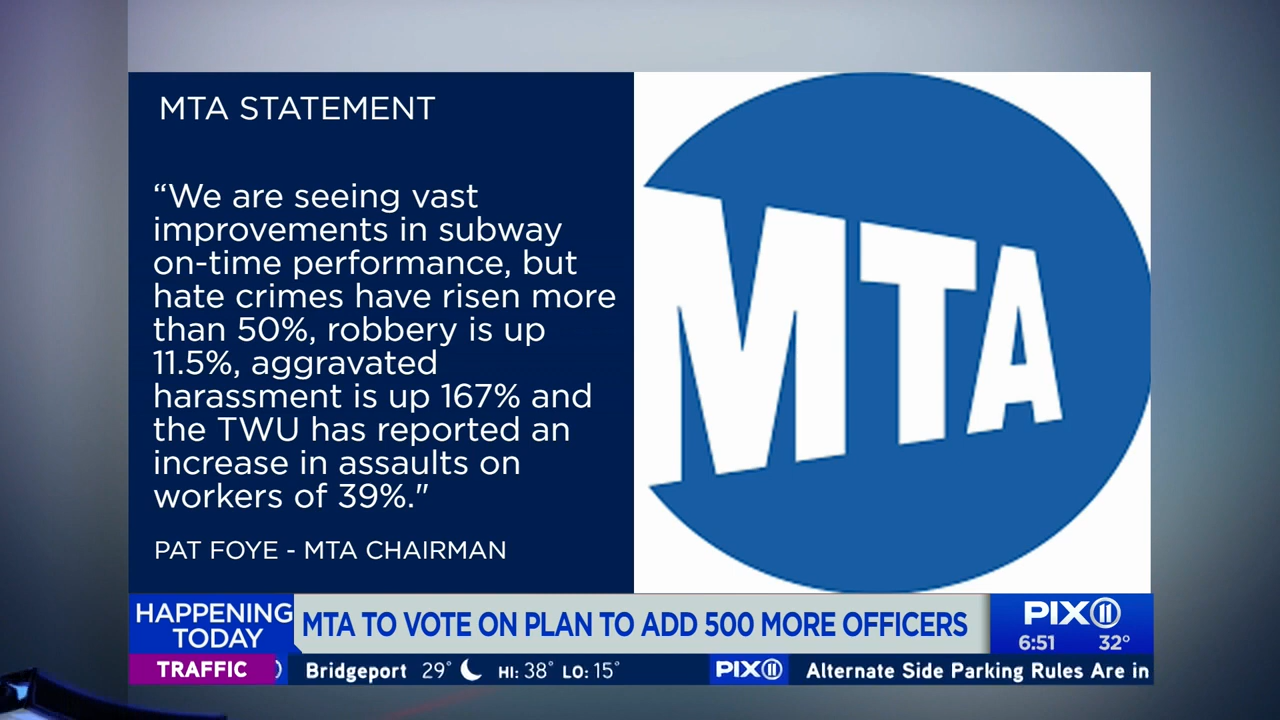 MTA STATEMENT
“We are seeing vast
improvements in subway
on-time performance, but
hate crimes have risen more
than 50%, robbery is up
11.5%, aggravated
harassment is up 167% and
the TWU has reported an
increase in assaults on
workers of 39%."
PAT FOYE - MTA CHAIRMAN
MTA
HAPPENING
TODAY
MTA TO VOTE ON PLAN TO ADD 500 MORE OFFICERS
PIX11
6:51 32°
TRAFFIC
Bridgeport 29° HI: 38° LO: 15°
PIX11
Alternate Side Parking Rules Are in